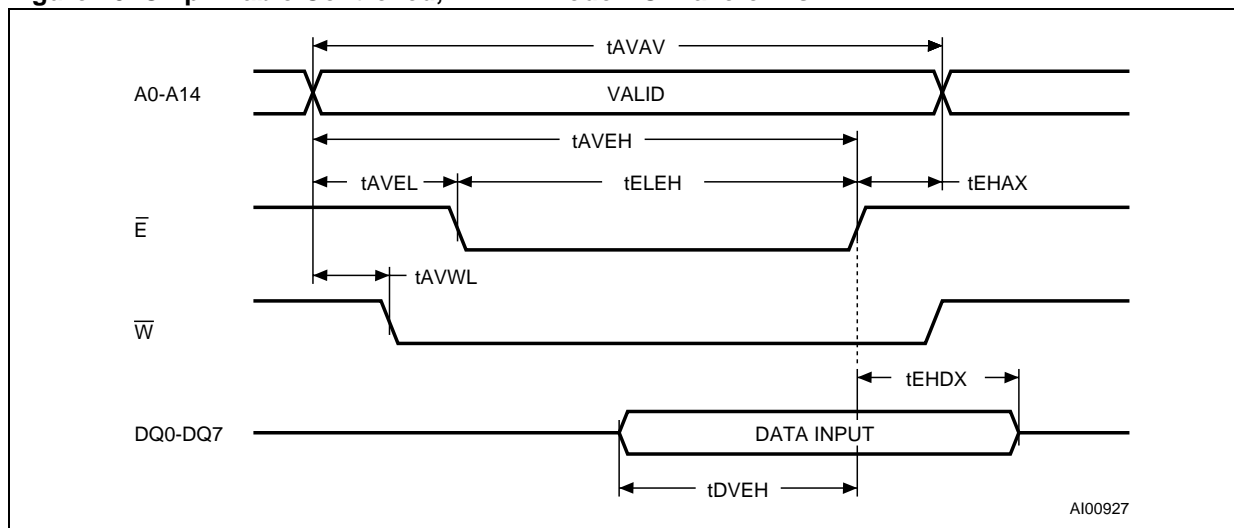 tAVAV
A0-A14
VALID
tAVEH
tAVEL
tELEH
tEHAX
E̅
tAVWL
W̅
tEHDX
DQ0-DQ7
DATA INPUT
tDVEH
AI00927